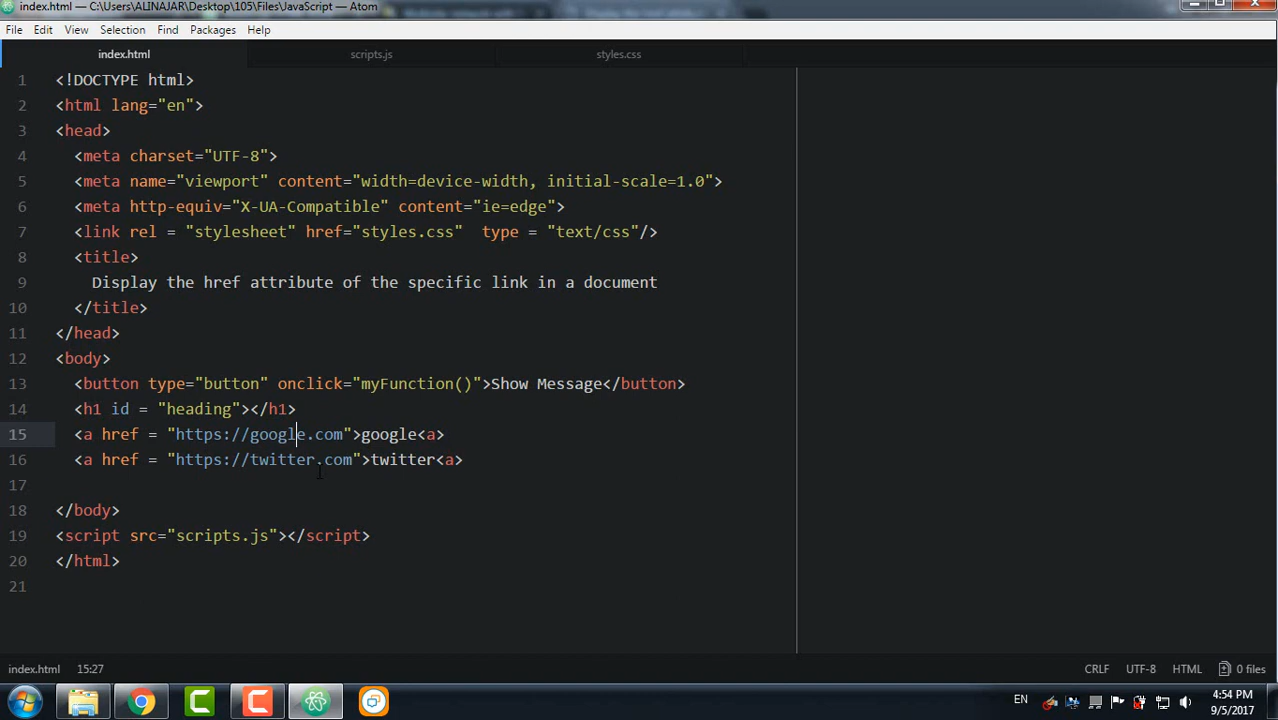 index.html — C:\Users\ALINAJAR\Desktop\105\Files\JavaScript — Atom
File Edit View Selection Find Packages Help
index.html scripts.js styles.css
1 <!DOCTYPE html>
2 <html lang="en">
3 <head>
4 <meta charset="UTF-8">
5 <meta name="viewport" content="width=device-width, initial-scale=1.0">
6 <meta http-equiv="X-UA-Compatible" content="ie=edge">
7 <link rel = "stylesheet" href="styles.css" type = "text/css"/>
8 <title>
9 Display the href attribute of the specific link in a document
10 </title>
11 </head>
12 <body>
13 <button type="button" onclick="myFunction()">Show Message</button>
14 <h1 id = "heading"></h1>
15 <a href = "https://google.com">google<a>
16 <a href = "https://twitter.com">twitter<a>
17
18 </body>
19 <script src="scripts.js"></script>
20 </html>
21
index.html 15:27 CRLF UTF-8 HTML 0 files
EN 4:54 PM
9/5/2017